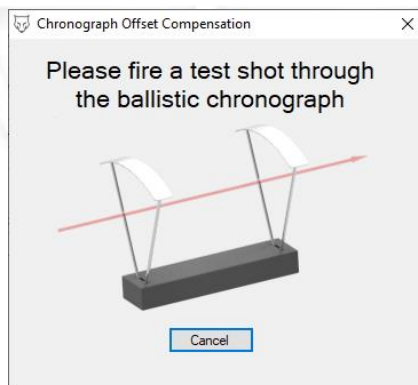 Chronograph Offset Compensation
Please fire a test shot through
the ballistic chronograph
Cancel